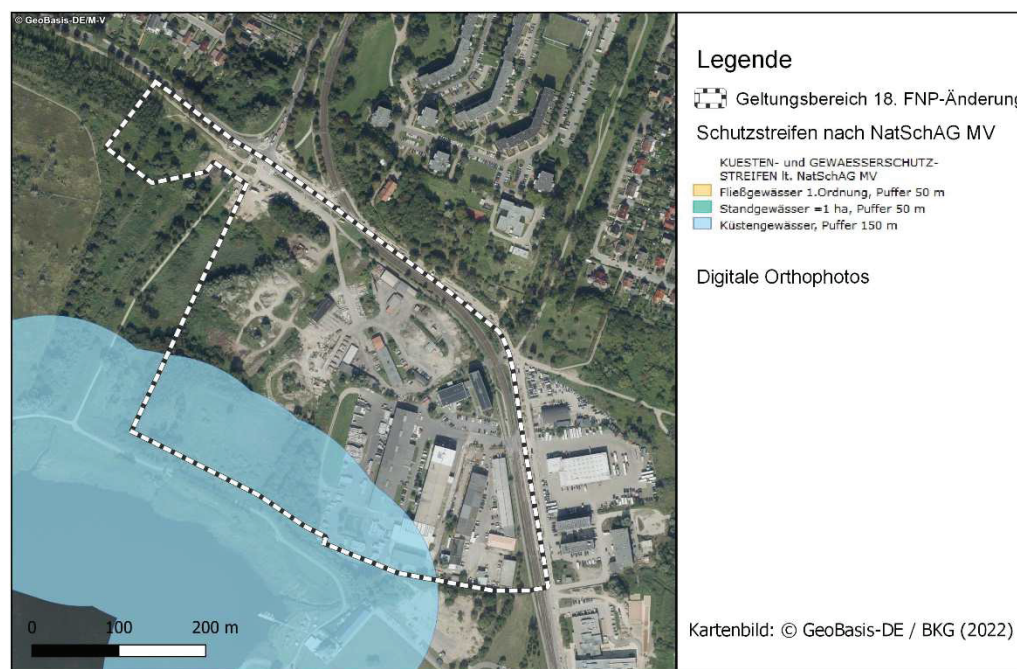 © GeoBasis-DE/M-V
Legende
Geltungsbereich 18. FNP-Änderung
Schutzstreifen nach NatSchAG MV
KUESTEN- und GEWAESSERSCHUTZ-
STREIFEN lt. NatSchAG MV
Fließgewässer 1.Ordnung, Puffer 50 m
Standgewässer =1 ha, Puffer 50 m
Küstengewässer, Puffer 150 m
Digitale Orthophotos
0 100 200 m
Kartenbild: © GeoBasis-DE / BKG (2022)